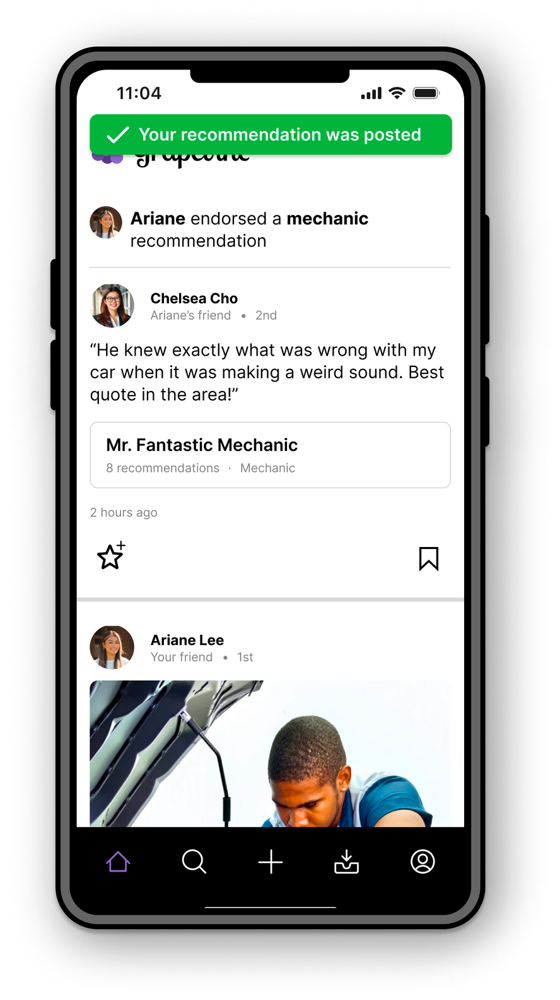 11:04
Your recommendation was posted
grapevine
Ariane endorsed a mechanic
recommendation
Chelsea Cho
Ariane’s friend • 2nd
“He knew exactly what was wrong with my
car when it was making a weird sound. Best
quote in the area!”
Mr. Fantastic Mechanic
8 recommendations · Mechanic
2 hours ago
Ariane Lee
Your friend • 1st